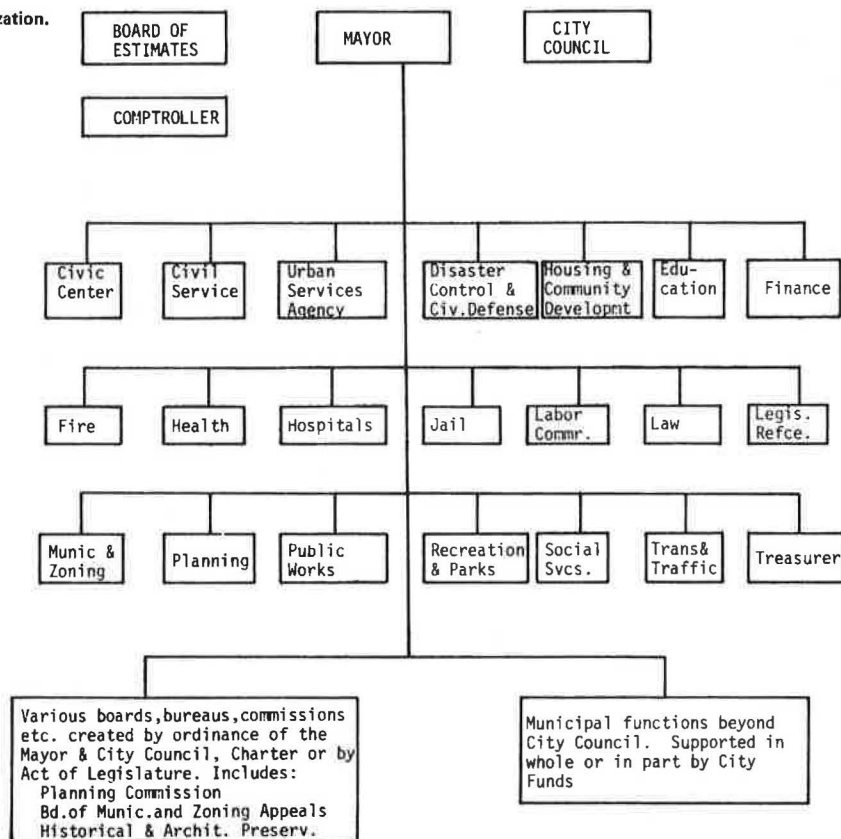 zation.
BOARD OF
ESTIMATES
MAYOR
CITY
COUNCIL
COMPTROLLER
Civic
Center
Civil
Service
Urban
Services
Agency
Disaster
Control &
Civ.Defense
Housing &
Community
Developmt
Edu-
cation
Finance
Fire
Health
Hospitals
Jail
Labor
Commr.
Law
Legis.
Refce.
Munic &
Zoning
Planning
Public
Works
Recreation
& Parks
Social
Svcs.
Trans&
Traffic
Treasurer
Various boards,bureaus,commissions
etc. created by ordinance of the
Mayor & City Council, Charter or by
Act of Legislature. Includes:
Planning Commission
Bd.of Munic.and Zoning Appeals
Historical & Archit. Preserv.
Municipal functions beyond
City Council. Supported in
whole or in part by City
Funds